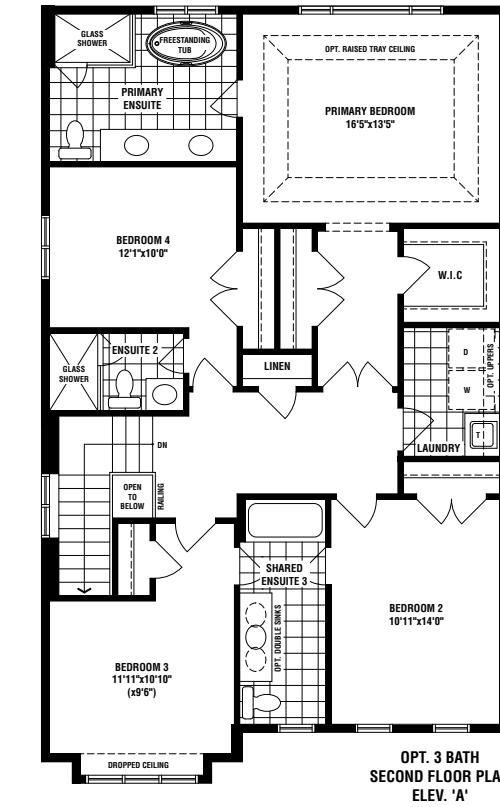 GLASS
SHOWER
FREESTANDING
TUB
OPT. RAISED TRAY CEILING
PRIMARY
ENSUITE
PRIMARY BEDROOM
16'5"x13'5"
BEDROOM 4
12'1"x10'0"
W.I.C
ENSUITE 2
GLASS
SHOWER
LINEN
D
W
OPT. UPPERS
T
LAUNDRY
DN
OPEN
TO
BELOW
RAILING
SHARED
ENSUITE 3
OPT. DOUBLE SINKS
BEDROOM 2
10'11"x14'0"
BEDROOM 3
11'11"x10'10"
(x9'6")
DROPPED CEILING
OPT. 3 BATH
SECOND FLOOR PLA
ELEV. 'A'